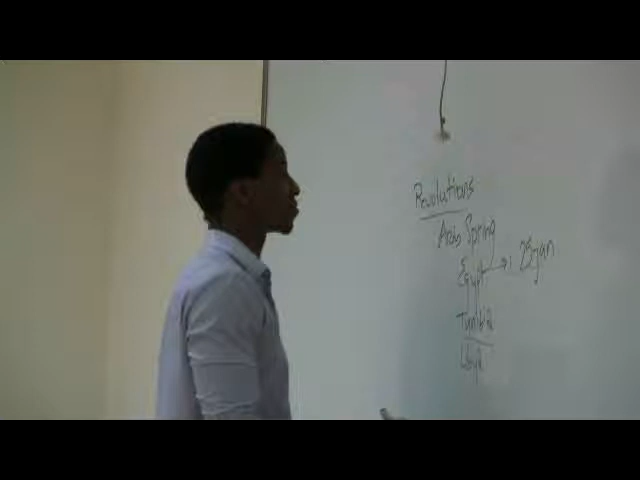 Revolutions
Arab Spring
Egypt → 25 Jan
Tunisia
Libya